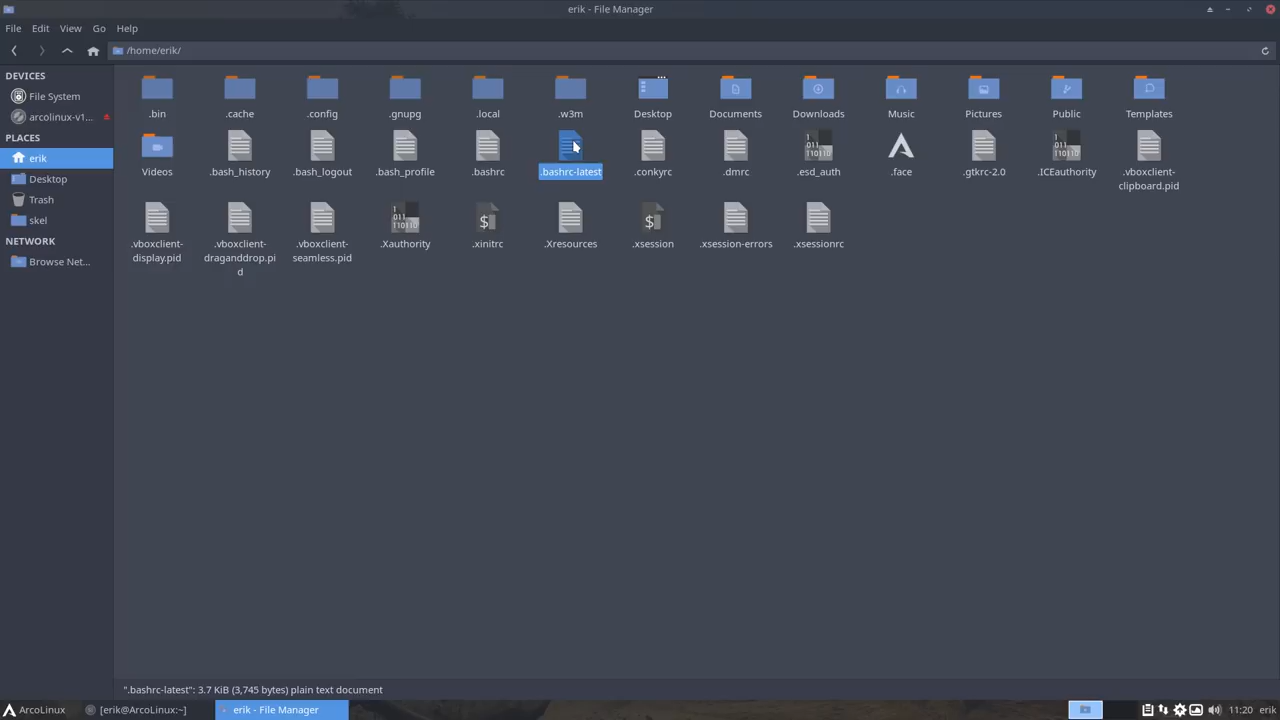 erik - File Manager
File Edit View Go Help
/home/erik/
DEVICES
File System
arcolinux-v1...
PLACES
erik
Desktop
Trash
skel
NETWORK
Browse Net...
.bin .cache .config .gnupg .local .w3m Desktop Documents Downloads Music Pictures Public Templates
Videos .bash_history .bash_logout .bash_profile .bashrc .bashrc-latest .conkyrc .dmrc .esd_auth .face .gtkrc-2.0 .ICEauthority .vboxclient-
clipboard.pid
.vboxclient- .vboxclient- .vboxclient- .Xauthority .xinitrc .Xresources .xsession .xsession-errors .xsessionrc
display.pid draganddrop.pi seamless.pid
d
".bashrc-latest": 3.7 KiB (3,745 bytes) plain text document
ArcoLinux [erik@ArcoLinux:~] erik - File Manager 11:20 erik